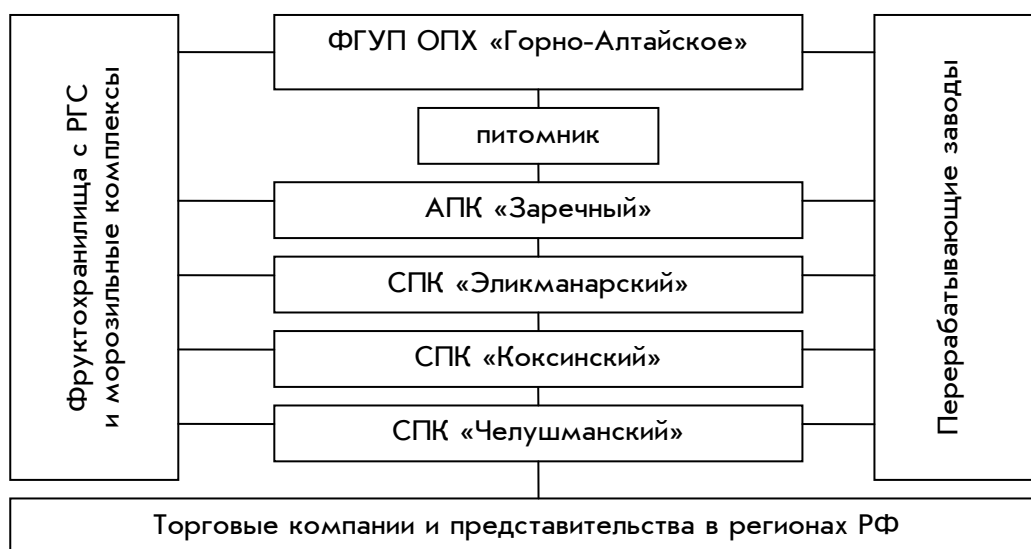 Фруктохранилища с РГС
и морозильные комплексы
ФГУП ОПХ «Горно-Алтайское»
питомник
АПК «Заречный»
СПК «Эликманарский»
СПК «Коксинский»
СПК «Челушманский»
Перерабатывающие заводы
Торговые компании и представительства в регионах РФ